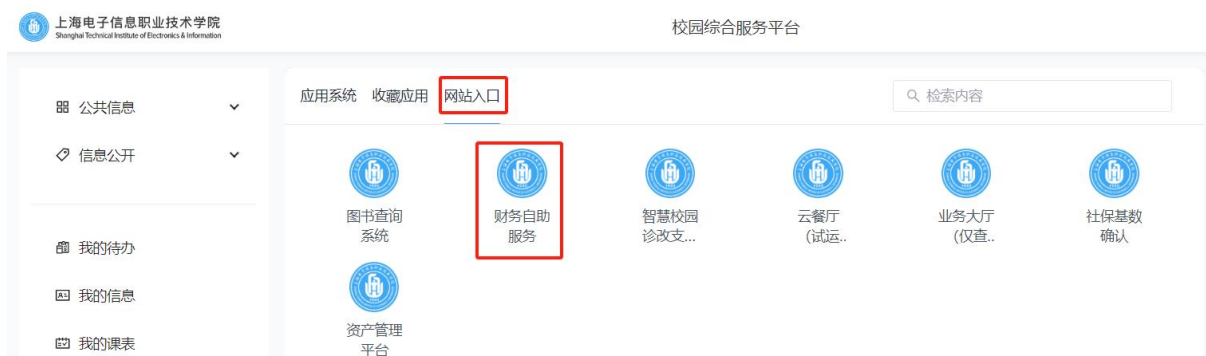 上海电子信息职业技术学院
Shanghai Technical Institute of Electronics & Information
校园综合服务平台
公共信息
信息公开
我的待办
我的信息
我的课表
应用系统 收藏应用 网站入口
检索内容
图书查询
系统
财务自助
服务
智慧校园
诊改支...
云餐厅
（试运..
业务大厅
（仅查..
社保基数
确认
资产管理
平台